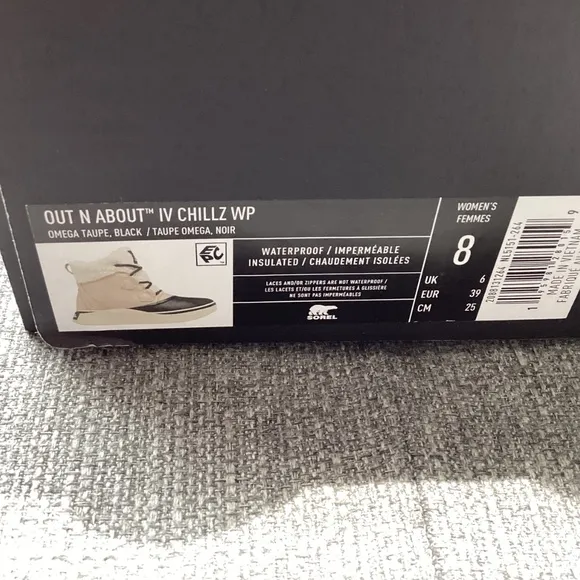 OUT N ABOUT™ IV CHILLZ WP
OMEGA TAUPE, BLACK / TAUPE OMEGA, NOIR
WATERPROOF / IMPERMÉABLE
INSULATED / CHAUDEMENT ISOLÉES
LACES AND/OR ZIPPERS ARE NOT WATERPROOF /
LES LACETS ET/OU LES FERMETURES À GLISSIÈRE
NE SONT PAS IMPERMÉABLES
SOREL
WOMEN'S
FEMMES
8
UK 6
EUR 39
CM 25
MADE IN VIETNAM